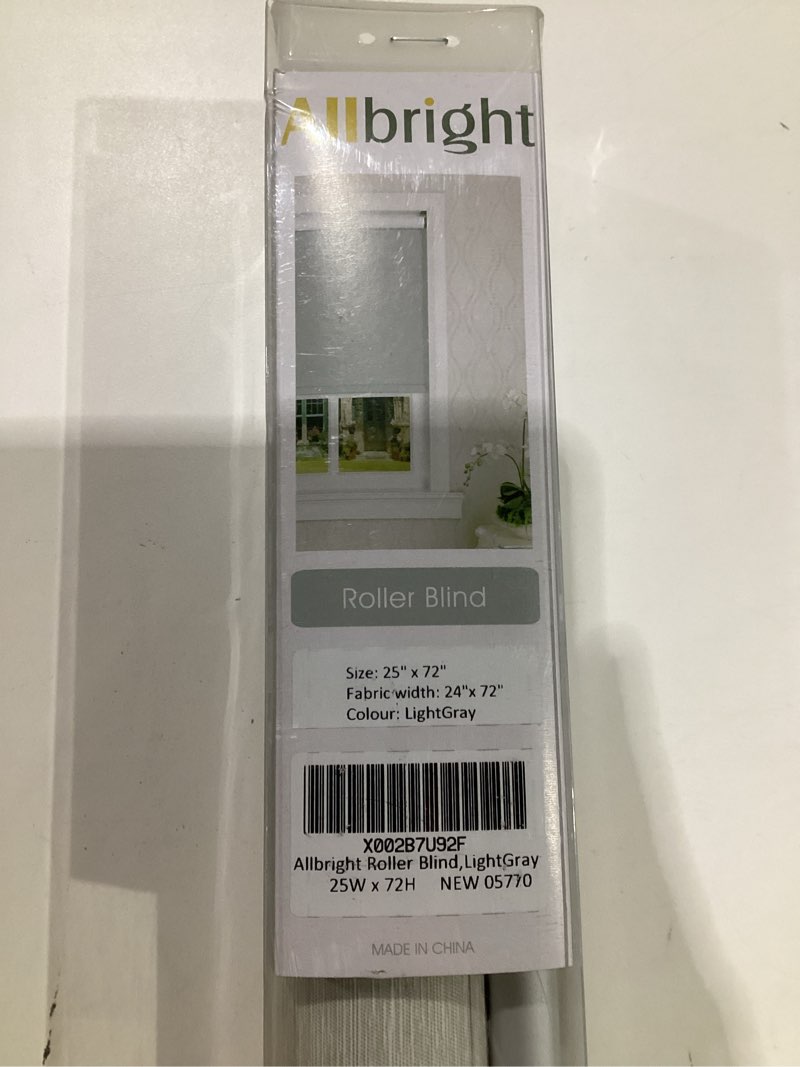 Allbright
Roller Blind
Size: 25" x 72"
Fabric width: 24"x 72"
Colour: LightGray
X002B7U92F
Allbright Roller Blind,LightGray
25W x 72H NEW 05770
MADE IN CHINA